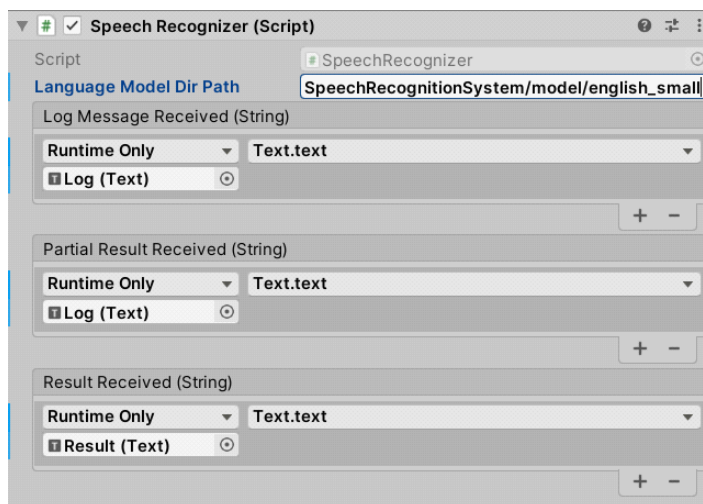 # Speech Recognizer (Script)
Script # SpeechRecognizer
Language Model Dir Path SpeechRecognitionSystem/model/english_small
Log Message Received (String)
Runtime Only Text.text
T Log (Text)
+ −
Partial Result Received (String)
Runtime Only Text.text
T Log (Text)
+ −
Result Received (String)
Runtime Only Text.text
T Result (Text)
+ −